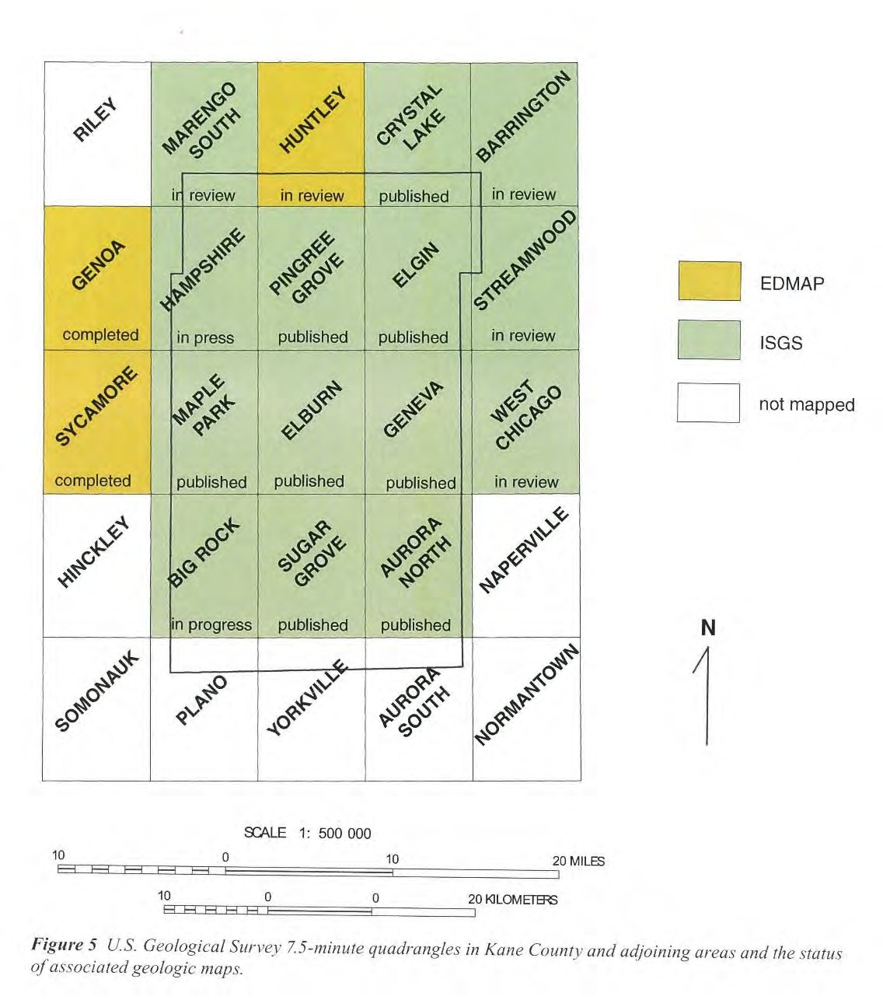 RILEY
MARENGO
SOUTH
in review
HUNTLEY
in review
CRYSTAL
LAKE
published
BARRINGTON
in review
GENOA
completed
HAMPSHIRE
in press
PINGREE
GROVE
published
ELGIN
published
STREAMWOOD
in review
SYCAMORE
completed
MAPLE
PARK
published
ELBURN
published
GENEVA
published
WEST
CHICAGO
in review
HINCKLEY
BIG ROCK
in progress
SUGAR
GROVE
published
AURORA
NORTH
published
NAPERVILLE
SOMONAUK
PLANO
YORKVILLE
AURORA
SOUTH
NORMANTOWN
EDMAP
ISGS
not mapped
N
SCALE 1: 500 000
10 0 10 20 MILES
10 0 0 20 KILOMETERS
Figure 5 U.S. Geological Survey 7.5-minute quadrangles in Kane County and adjoining areas and the status
of associated geologic maps.